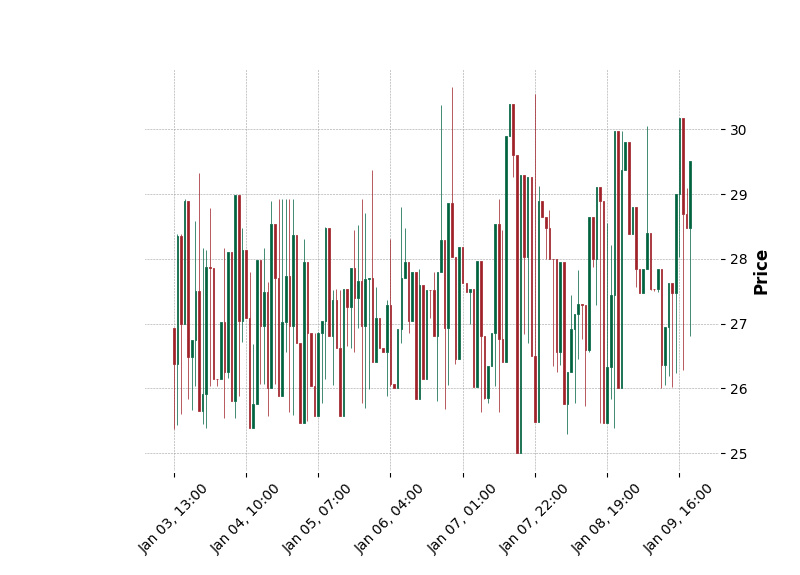 30
29
28
27
26
25
Price
Jan 03, 13:00
Jan 04, 10:00
Jan 05, 07:00
Jan 06, 04:00
Jan 07, 01:00
Jan 07, 22:00
Jan 08, 19:00
Jan 09, 16:00